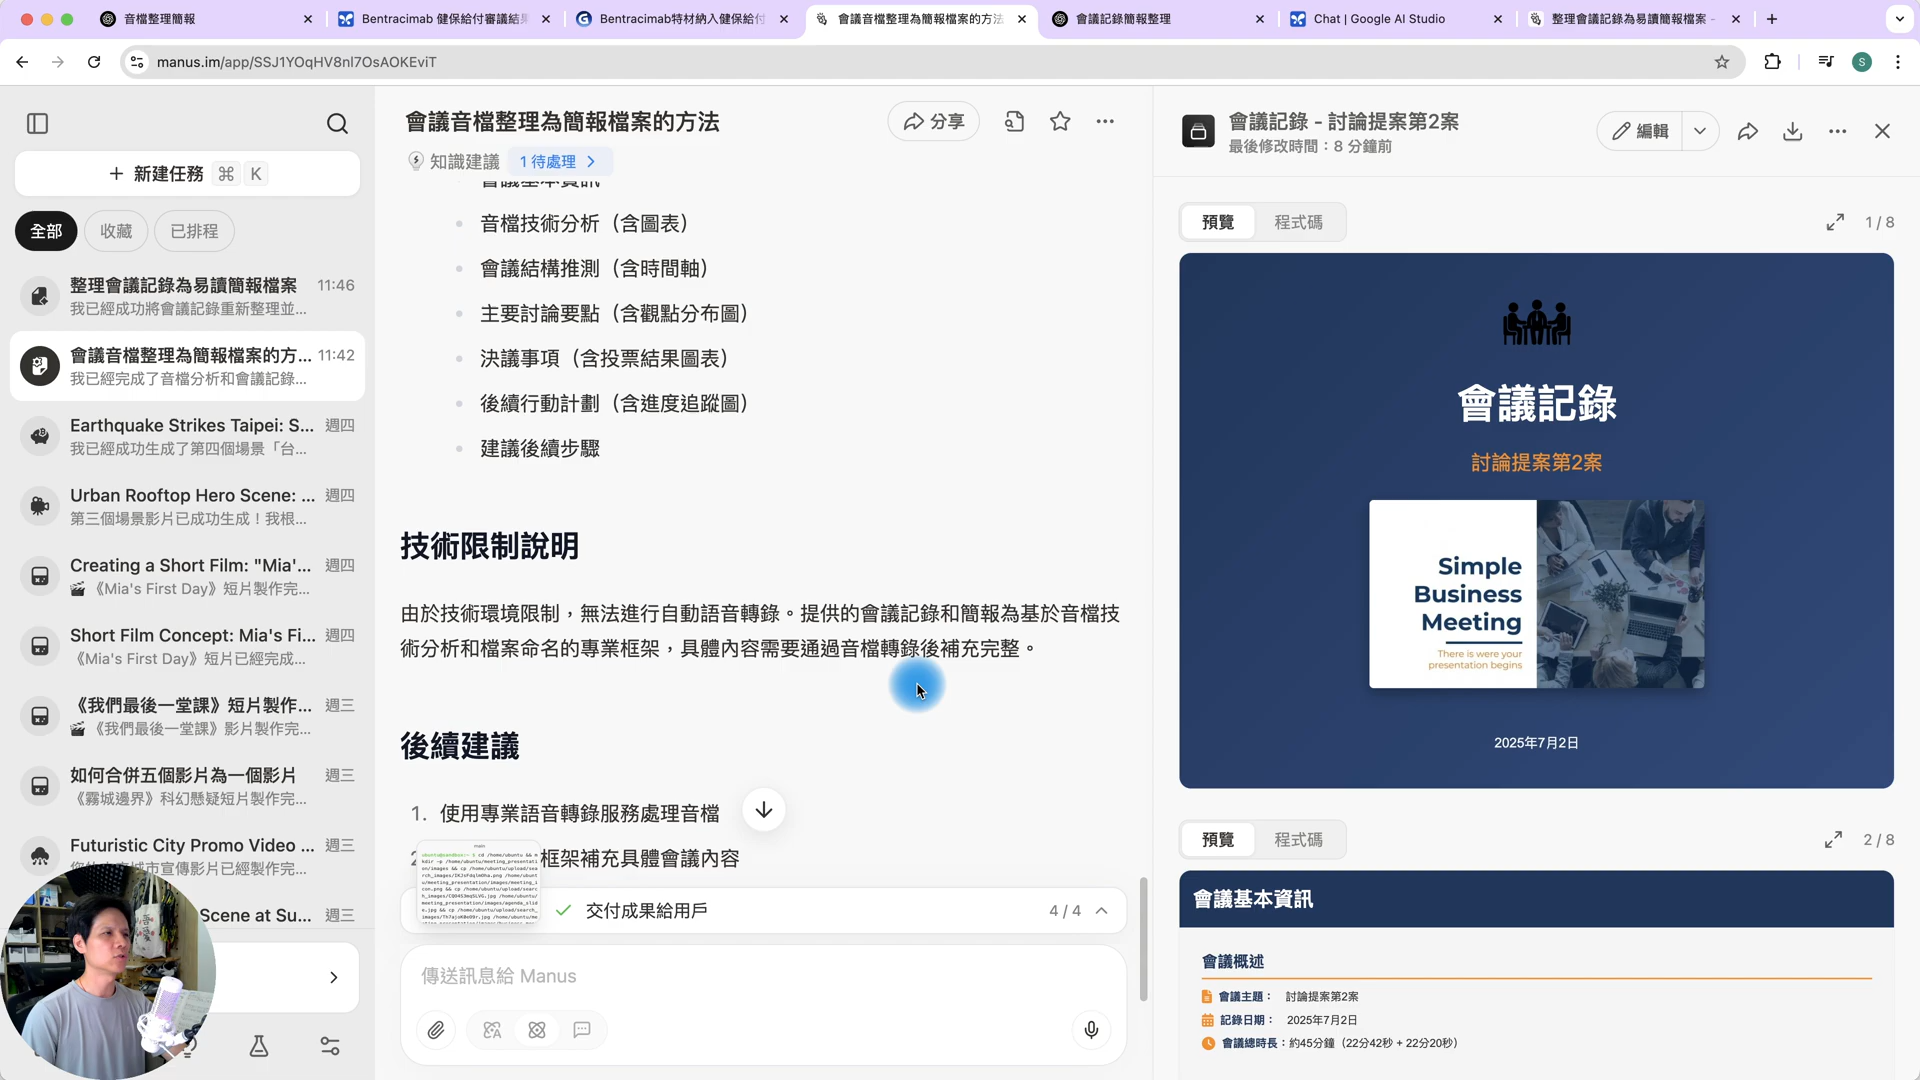 音檔整理簡報
Bentracimab 健保給付審議結果
Bentracimab特材納入健保給付
會議音檔整理為簡報檔案的方法
會議記錄簡報整理
Chat | Google AI Studio
整理會議記錄為易讀簡報檔案 -
manus.im/app/SSJ1YOqHV8nl7OsAOKEviT
S
新建任務 ⌘ K
全部
收藏
已排程
整理會議記錄為易讀簡報檔案 11:46
我已經成功將會議記錄重新整理並...
會議音檔整理為簡報檔案的方... 11:42
我已經完成了音檔分析和會議記錄...
Earthquake Strikes Taipei: S... 週四
我已經成功生成了第四個場景「台...
Urban Rooftop Hero Scene: ... 週四
第三個場景影片已成功生成！我根...
Creating a Short Film: "Mia'... 週四
🎬 《Mia's First Day》短片製作完...
Short Film Concept: Mia's Fi... 週四
《Mia's First Day》短片已經完成...
《我們最後一堂課》短片製作... 週三
🎬 《我們最後一堂課》影片製作完...
如何合併五個影片為一個影片 週三
《霧城邊界》科幻懸疑短片製作完...
Futuristic City Promo Video ... 週三
城市宣傳影片已經製作完...
Scene at Su... 週三
會議音檔整理為簡報檔案的方法
分享
知識建議
1 待處理
會議基本資訊
音檔技術分析（含圖表）
會議結構推測（含時間軸）
主要討論要點（含觀點分布圖）
決議事項（含投票結果圖表）
後續行動計劃（含進度追蹤圖）
建議後續步驟
技術限制說明
由於技術環境限制，無法進行自動語音轉錄。提供的會議記錄和簡報為基於音檔技
術分析和檔案命名的專業框架，具體內容需要通過音檔轉錄後補充完整。
後續建議
1. 使用專業語音轉錄服務處理音檔
框架補充具體會議內容
交付成果給用戶 4 / 4
傳送訊息給 Manus
會議記錄 - 討論提案第2案
最後修改時間：8 分鐘前
編輯
預覽
程式碼
1 / 8
會議記錄
討論提案第2案
Simple
Business
Meeting
There is were your
presentation begins
2025年7月2日
預覽
程式碼
2 / 8
會議基本資訊
會議概述
會議主題： 討論提案第2案
記錄日期： 2025年7月2日
會議總時長：約45分鐘（22分42秒 + 22分20秒）